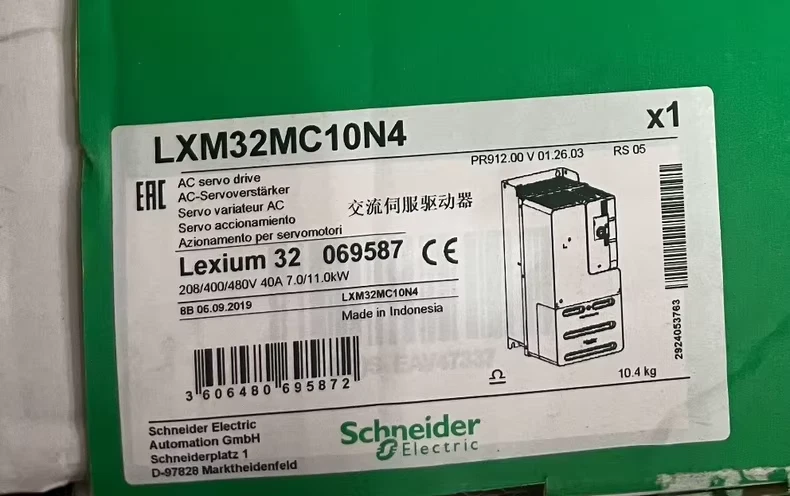 LXM32MC10N4
x1
PR912.00 V 01.26.03
RS 05
EAC
AC servo drive
AC-Servoverstärker
Servo variateur AC
Servo accionamiento
Azionamento per servomotori
交流伺服驱动器
Lexium 32 069587 CE
208/400/480V 40A 7.0/11.0kW
8B 06.09.2019
LXM32MC10N4
Made in Indonesia
EAV47337
3 606480 695872
2924053763
10.4 kg
Schneider Electric
Automation GmbH
Schneiderplatz 1
D-97828 Marktheidenfeld
Schneider
Electric